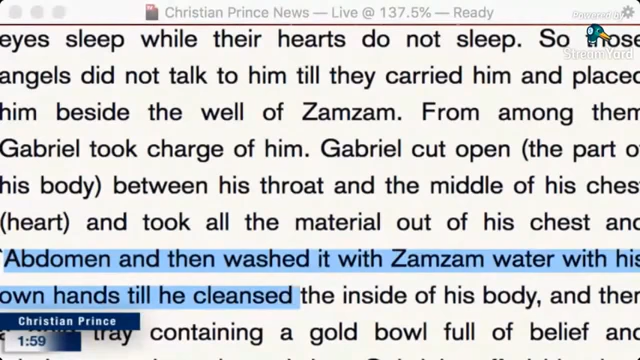 Christian Prince News – Live @ 137.5% – Ready
Powered by
StreamYard
eyes sleep while their hearts do not sleep. So those
angels did not talk to him till they carried him and placed
him beside the well of Zamzam. From among them
Gabriel took charge of him. Gabriel cut open (the part of
his body) between his throat and the middle of his chest
(heart) and took all the material out of his chest and
Abdomen and then washed it with Zamzam water with his
own hands till he cleansed the inside of his body, and then
tray containing a gold bowl full of belief and
Christian Prince
1:59